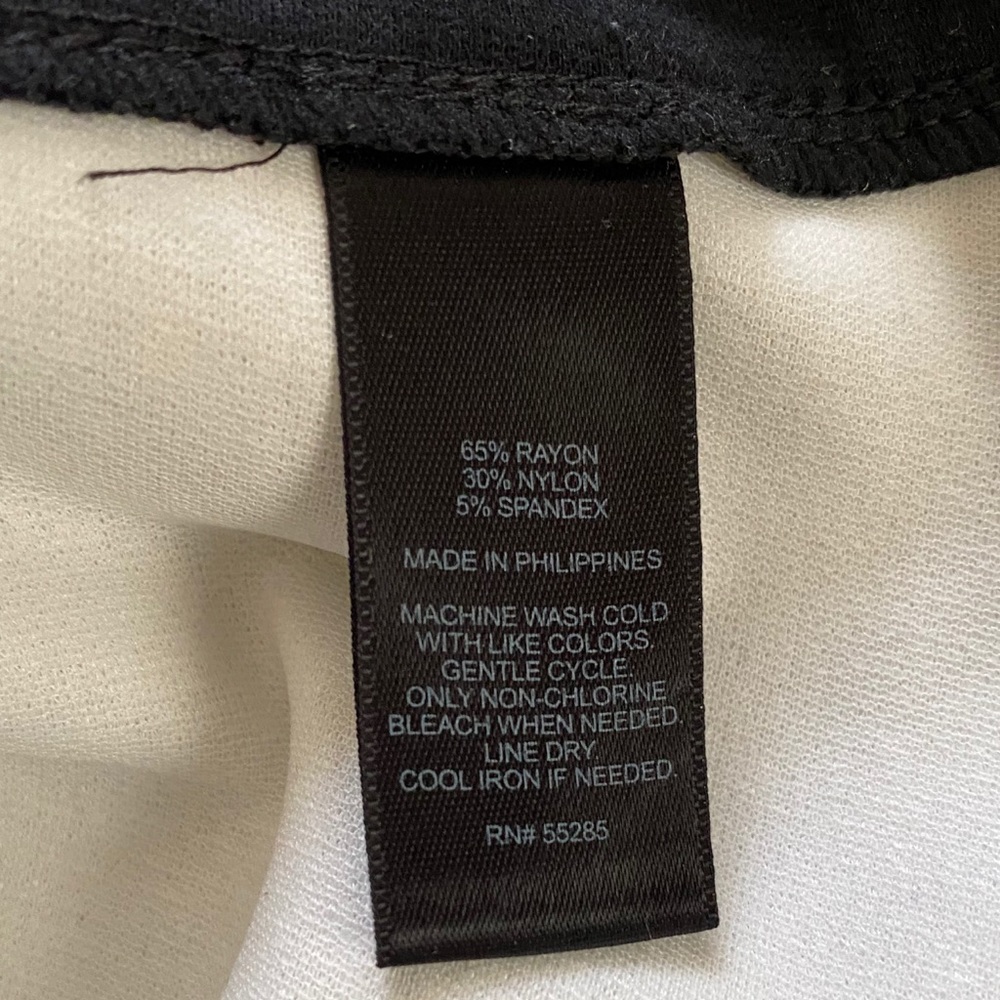 65% RAYON
30% NYLON
5% SPANDEX
MADE IN PHILIPPINES
MACHINE WASH COLD
WITH LIKE COLORS.
GENTLE CYCLE.
ONLY NON-CHLORINE
BLEACH WHEN NEEDED.
LINE DRY
COOL IRON IF NEEDED.
RN# 55285